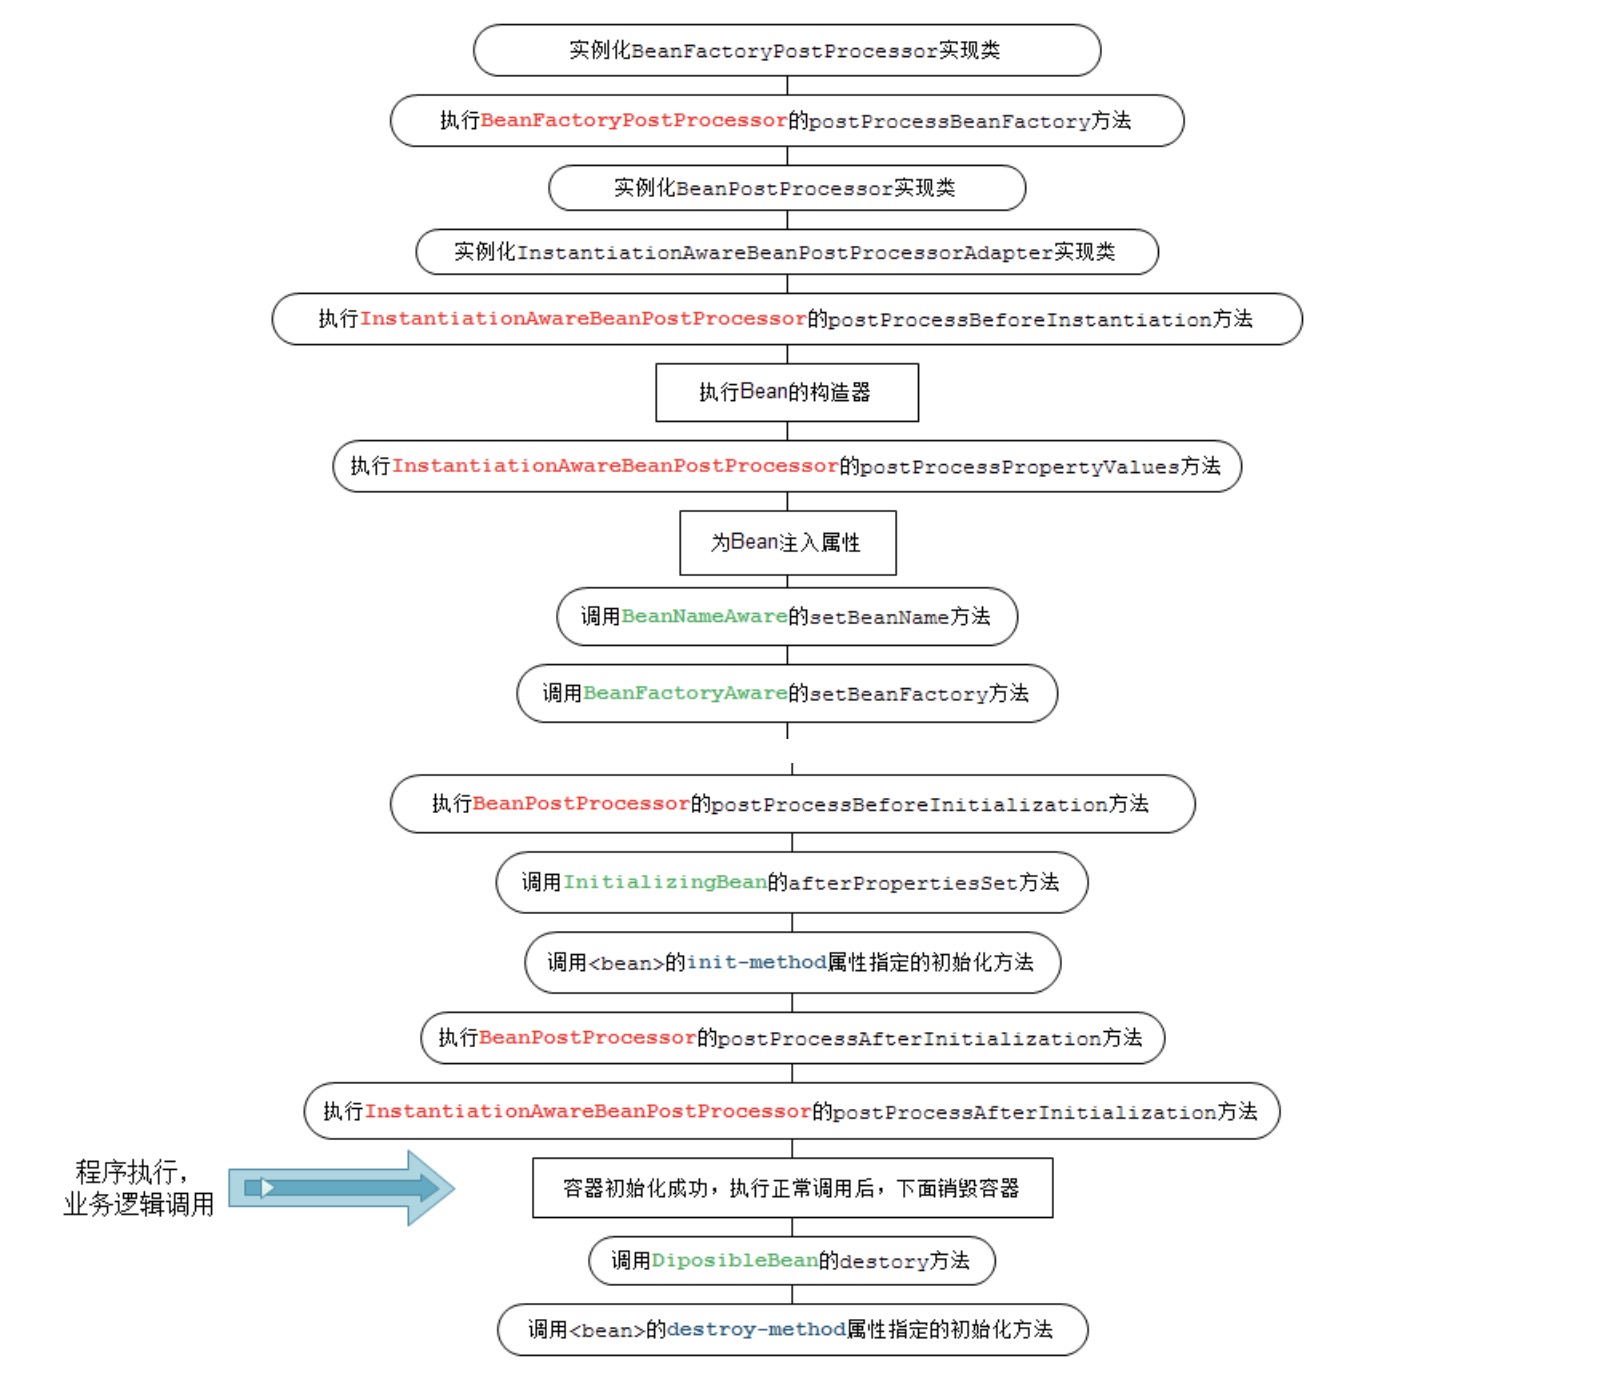 实例化BeanFactoryPostProcessor实现类
执行BeanFactoryPostProcessor的postProcessBeanFactory方法
实例化BeanPostProcessor实现类
实例化InstantiationAwareBeanPostProcessorAdapter实现类
执行InstantiationAwareBeanPostProcessor的postProcessBeforeInstantiation方法
执行Bean的构造器
执行InstantiationAwareBeanPostProcessor的postProcessPropertyValues方法
为Bean注入属性
调用BeanNameAware的setBeanName方法
调用BeanFactoryAware的setBeanFactory方法
执行BeanPostProcessor的postProcessBeforeInitialization方法
调用InitializingBean的afterPropertiesSet方法
调用<bean>的init-method属性指定的初始化方法
执行BeanPostProcessor的postProcessAfterInitialization方法
执行InstantiationAwareBeanPostProcessor的postProcessAfterInitialization方法
程序执行，
业务逻辑调用
容器初始化成功，执行正常调用后，下面销毁容器
调用DiposibleBean的destory方法
调用<bean>的destroy-method属性指定的初始化方法